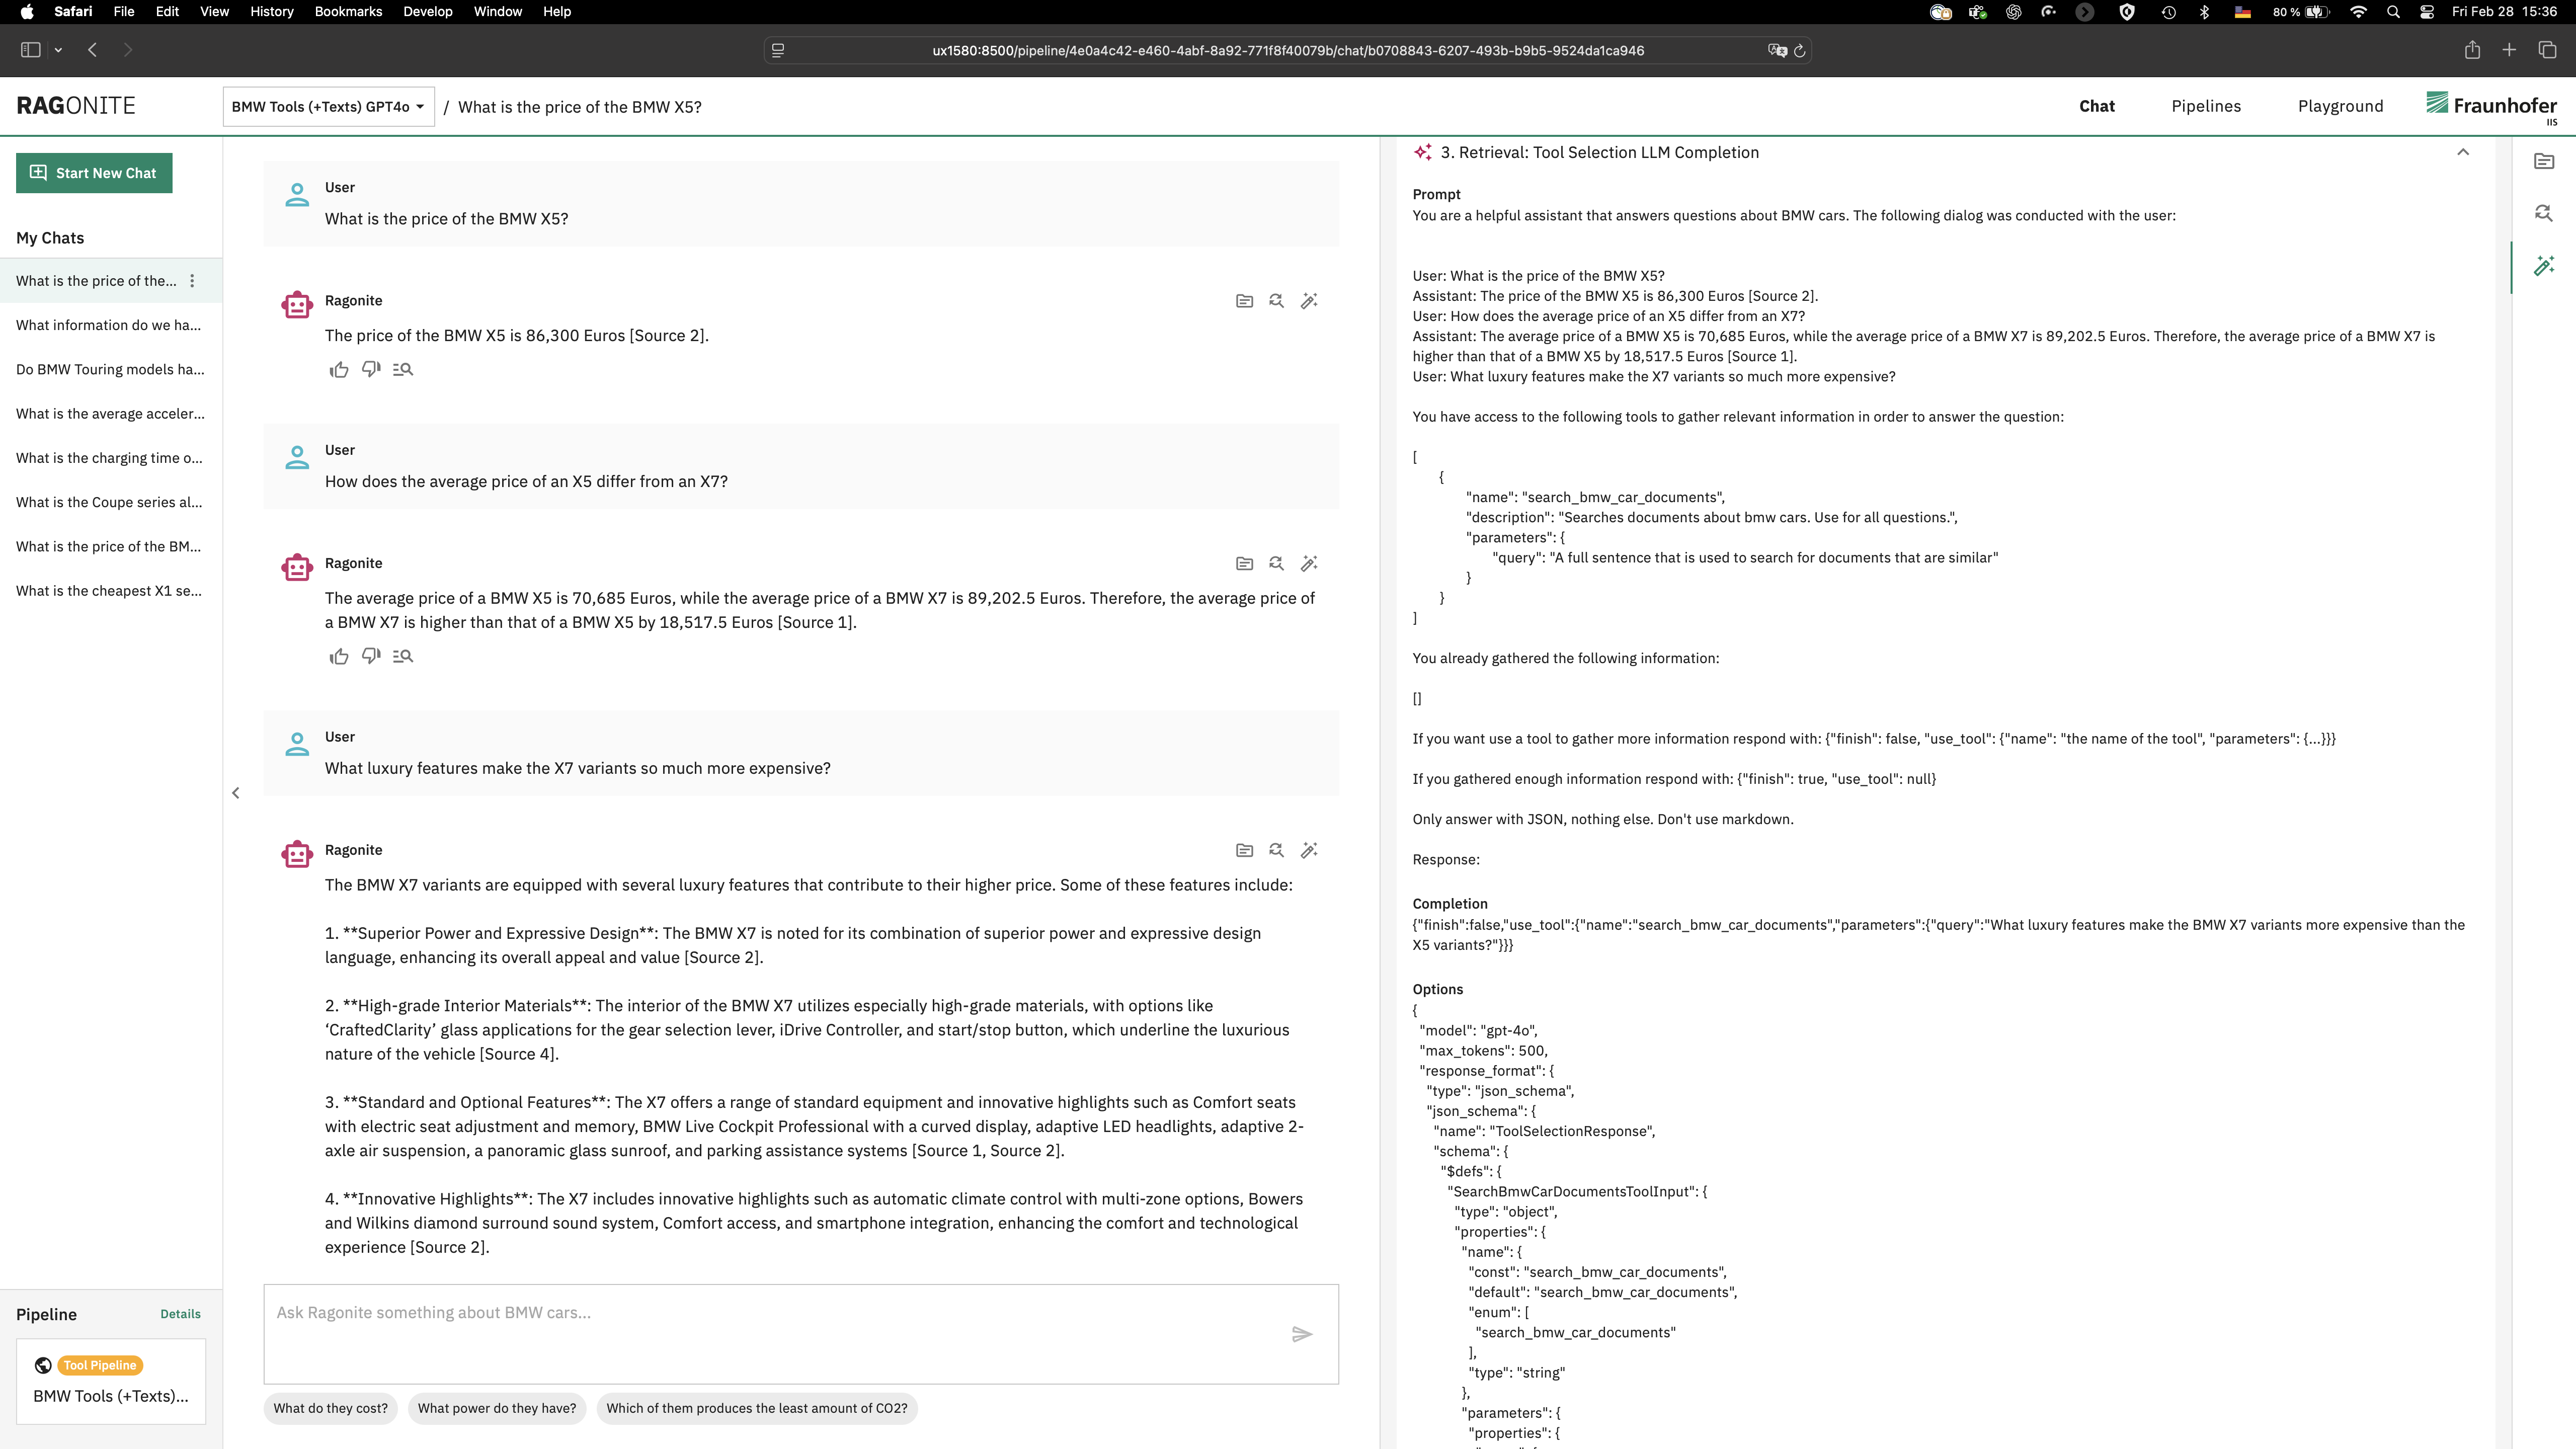 Safari File Edit View History Bookmarks Develop Window Help
80 % Fri Feb 28 15:36
ux1580:8500/pipeline/4e0a4c42-e460-4abf-8a92-771f8f40079b/chat/b0708843-6207-493b-b9b5-9524da1ca946
RAGONITE
BMW Tools (+Texts) GPT4o / What is the price of the BMW X5?
Chat Pipelines Playground
Fraunhofer
IIS
Start New Chat
My Chats
What is the price of the...
What information do we ha...
Do BMW Touring models ha...
What is the average acceler...
What is the charging time o...
What is the Coupe series al...
What is the price of the BM...
What is the cheapest X1 se...
Pipeline Details
Tool Pipeline
BMW Tools (+Texts)...
User
What is the price of the BMW X5?
Ragonite
The price of the BMW X5 is 86,300 Euros [Source 2].
User
How does the average price of an X5 differ from an X7?
Ragonite
The average price of a BMW X5 is 70,685 Euros, while the average price of a BMW X7 is 89,202.5 Euros. Therefore, the average price of
a BMW X7 is higher than that of a BMW X5 by 18,517.5 Euros [Source 1].
User
What luxury features make the X7 variants so much more expensive?
Ragonite
The BMW X7 variants are equipped with several luxury features that contribute to their higher price. Some of these features include:
1. **Superior Power and Expressive Design**: The BMW X7 is noted for its combination of superior power and expressive design
language, enhancing its overall appeal and value [Source 2].
2. **High-grade Interior Materials**: The interior of the BMW X7 utilizes especially high-grade materials, with options like
‘CraftedClarity’ glass applications for the gear selection lever, iDrive Controller, and start/stop button, which underline the luxurious
nature of the vehicle [Source 4].
3. **Standard and Optional Features**: The X7 offers a range of standard equipment and innovative highlights such as Comfort seats
with electric seat adjustment and memory, BMW Live Cockpit Professional with a curved display, adaptive LED headlights, adaptive 2-
axle air suspension, a panoramic glass sunroof, and parking assistance systems [Source 1, Source 2].
4. **Innovative Highlights**: The X7 includes innovative highlights such as automatic climate control with multi-zone options, Bowers
and Wilkins diamond surround sound system, Comfort access, and smartphone integration, enhancing the comfort and technological
experience [Source 2].
Ask Ragonite something about BMW cars...
What do they cost? What power do they have? Which of them produces the least amount of CO2?
3. Retrieval: Tool Selection LLM Completion
Prompt
You are a helpful assistant that answers questions about BMW cars. The following dialog was conducted with the user:
User: What is the price of the BMW X5?
Assistant: The price of the BMW X5 is 86,300 Euros [Source 2].
User: How does the average price of an X5 differ from an X7?
Assistant: The average price of a BMW X5 is 70,685 Euros, while the average price of a BMW X7 is 89,202.5 Euros. Therefore, the average price of a BMW X7 is
higher than that of a BMW X5 by 18,517.5 Euros [Source 1].
User: What luxury features make the X7 variants so much more expensive?
You have access to the following tools to gather relevant information in order to answer the question:
[
{
"name": "search_bmw_car_documents",
"description": "Searches documents about bmw cars. Use for all questions.",
"parameters": {
"query": "A full sentence that is used to search for documents that are similar"
}
}
]
You already gathered the following information:
[]
If you want use a tool to gather more information respond with: {"finish": false, "use_tool": {"name": "the name of the tool", "parameters": {...}}}
If you gathered enough information respond with: {"finish": true, "use_tool": null}
Only answer with JSON, nothing else. Don't use markdown.
Response:
Completion
{"finish":false,"use_tool":{"name":"search_bmw_car_documents","parameters":{"query":"What luxury features make the BMW X7 variants more expensive than the
X5 variants?"}}}
Options
{
"model": "gpt-4o",
"max_tokens": 500,
"response_format": {
"type": "json_schema",
"json_schema": {
"name": "ToolSelectionResponse",
"schema": {
"$defs": {
"SearchBmwCarDocumentsToolInput": {
"type": "object",
"properties": {
"name": {
"const": "search_bmw_car_documents",
"default": "search_bmw_car_documents",
"enum": [
"search_bmw_car_documents"
],
"type": "string"
},
"parameters": {
"properties": {